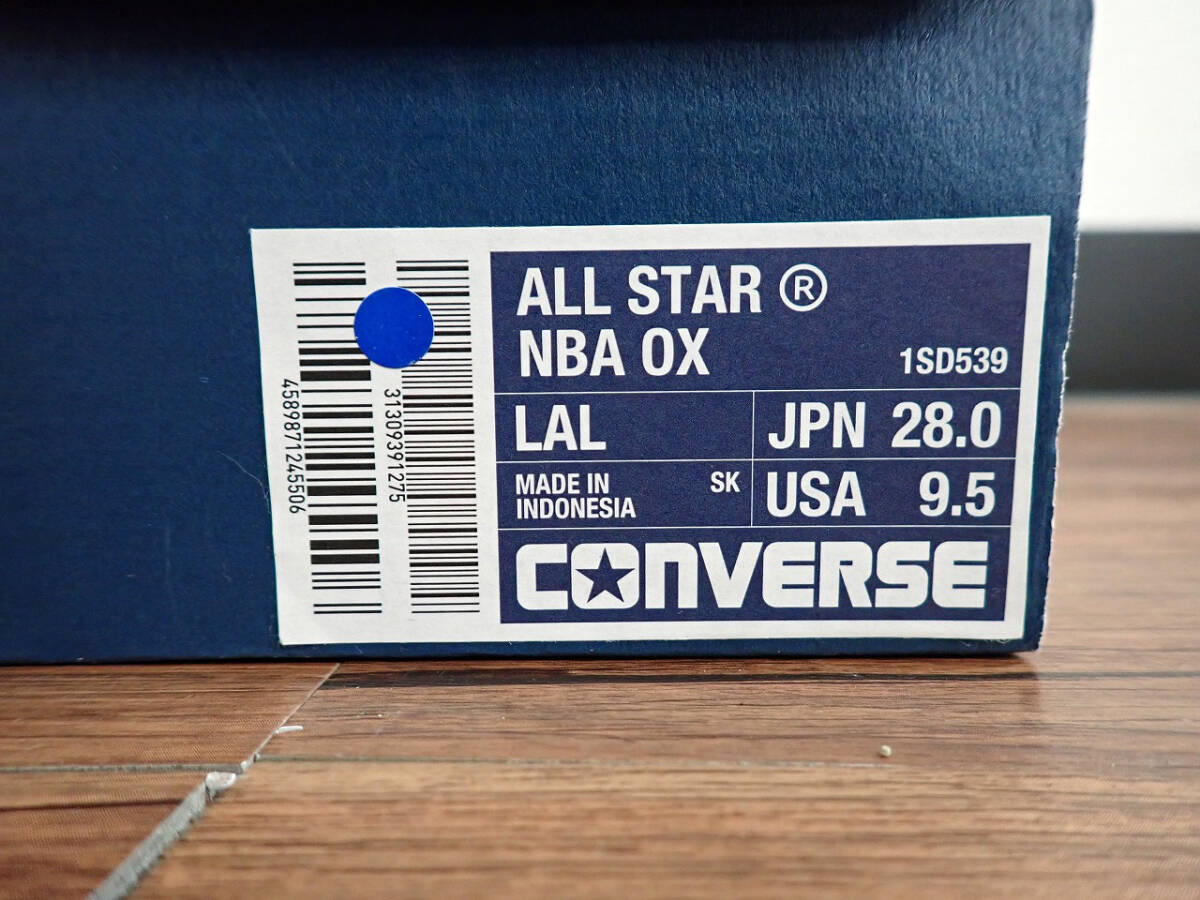 4589871245506
31309391275
ALL STAR ®
NBA OX
1SD539
LAL
JPN 28.0
MADE IN
INDONESIA
SK
USA 9.5
CONVERSE